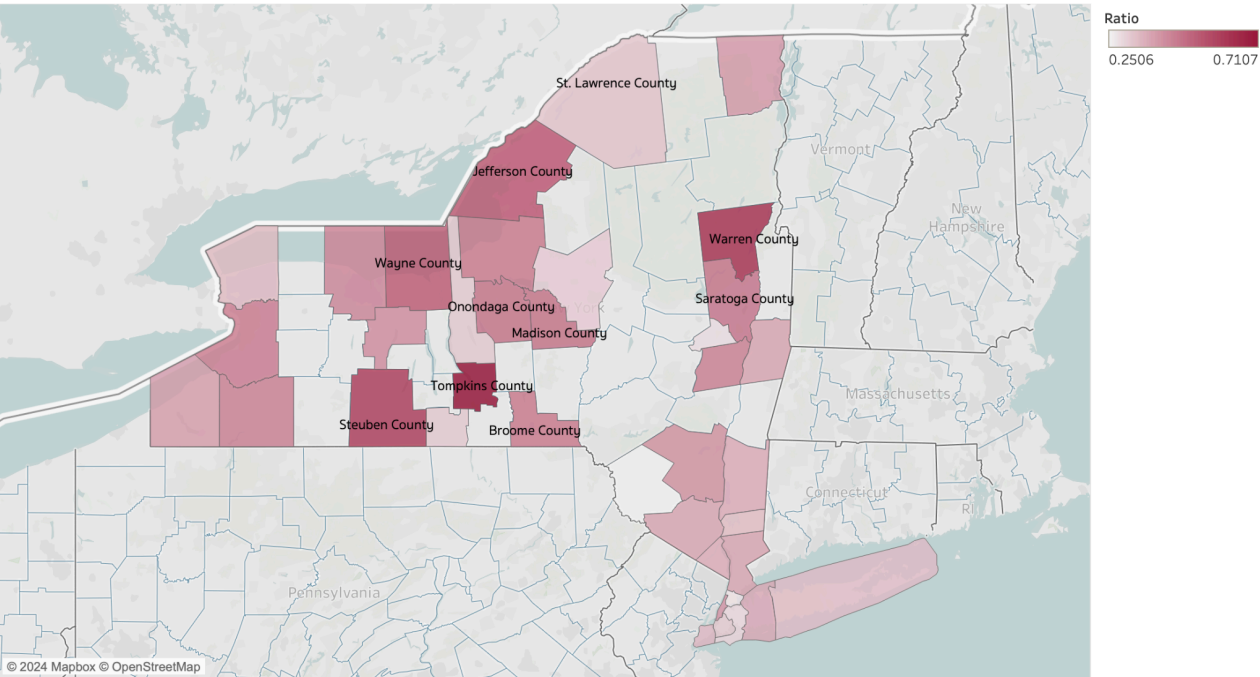 Ratio
0.2506 0.7107
St. Lawrence County
Vermont
Jefferson County
New
Hampshire
Warren County
Wayne County
Saratoga County
Onondaga County
Madison County
Tompkins County
Massachusetts
Steuben County
Broome County
Connecticut
RI
Pennsylvania
© 2024 Mapbox © OpenStreetMap